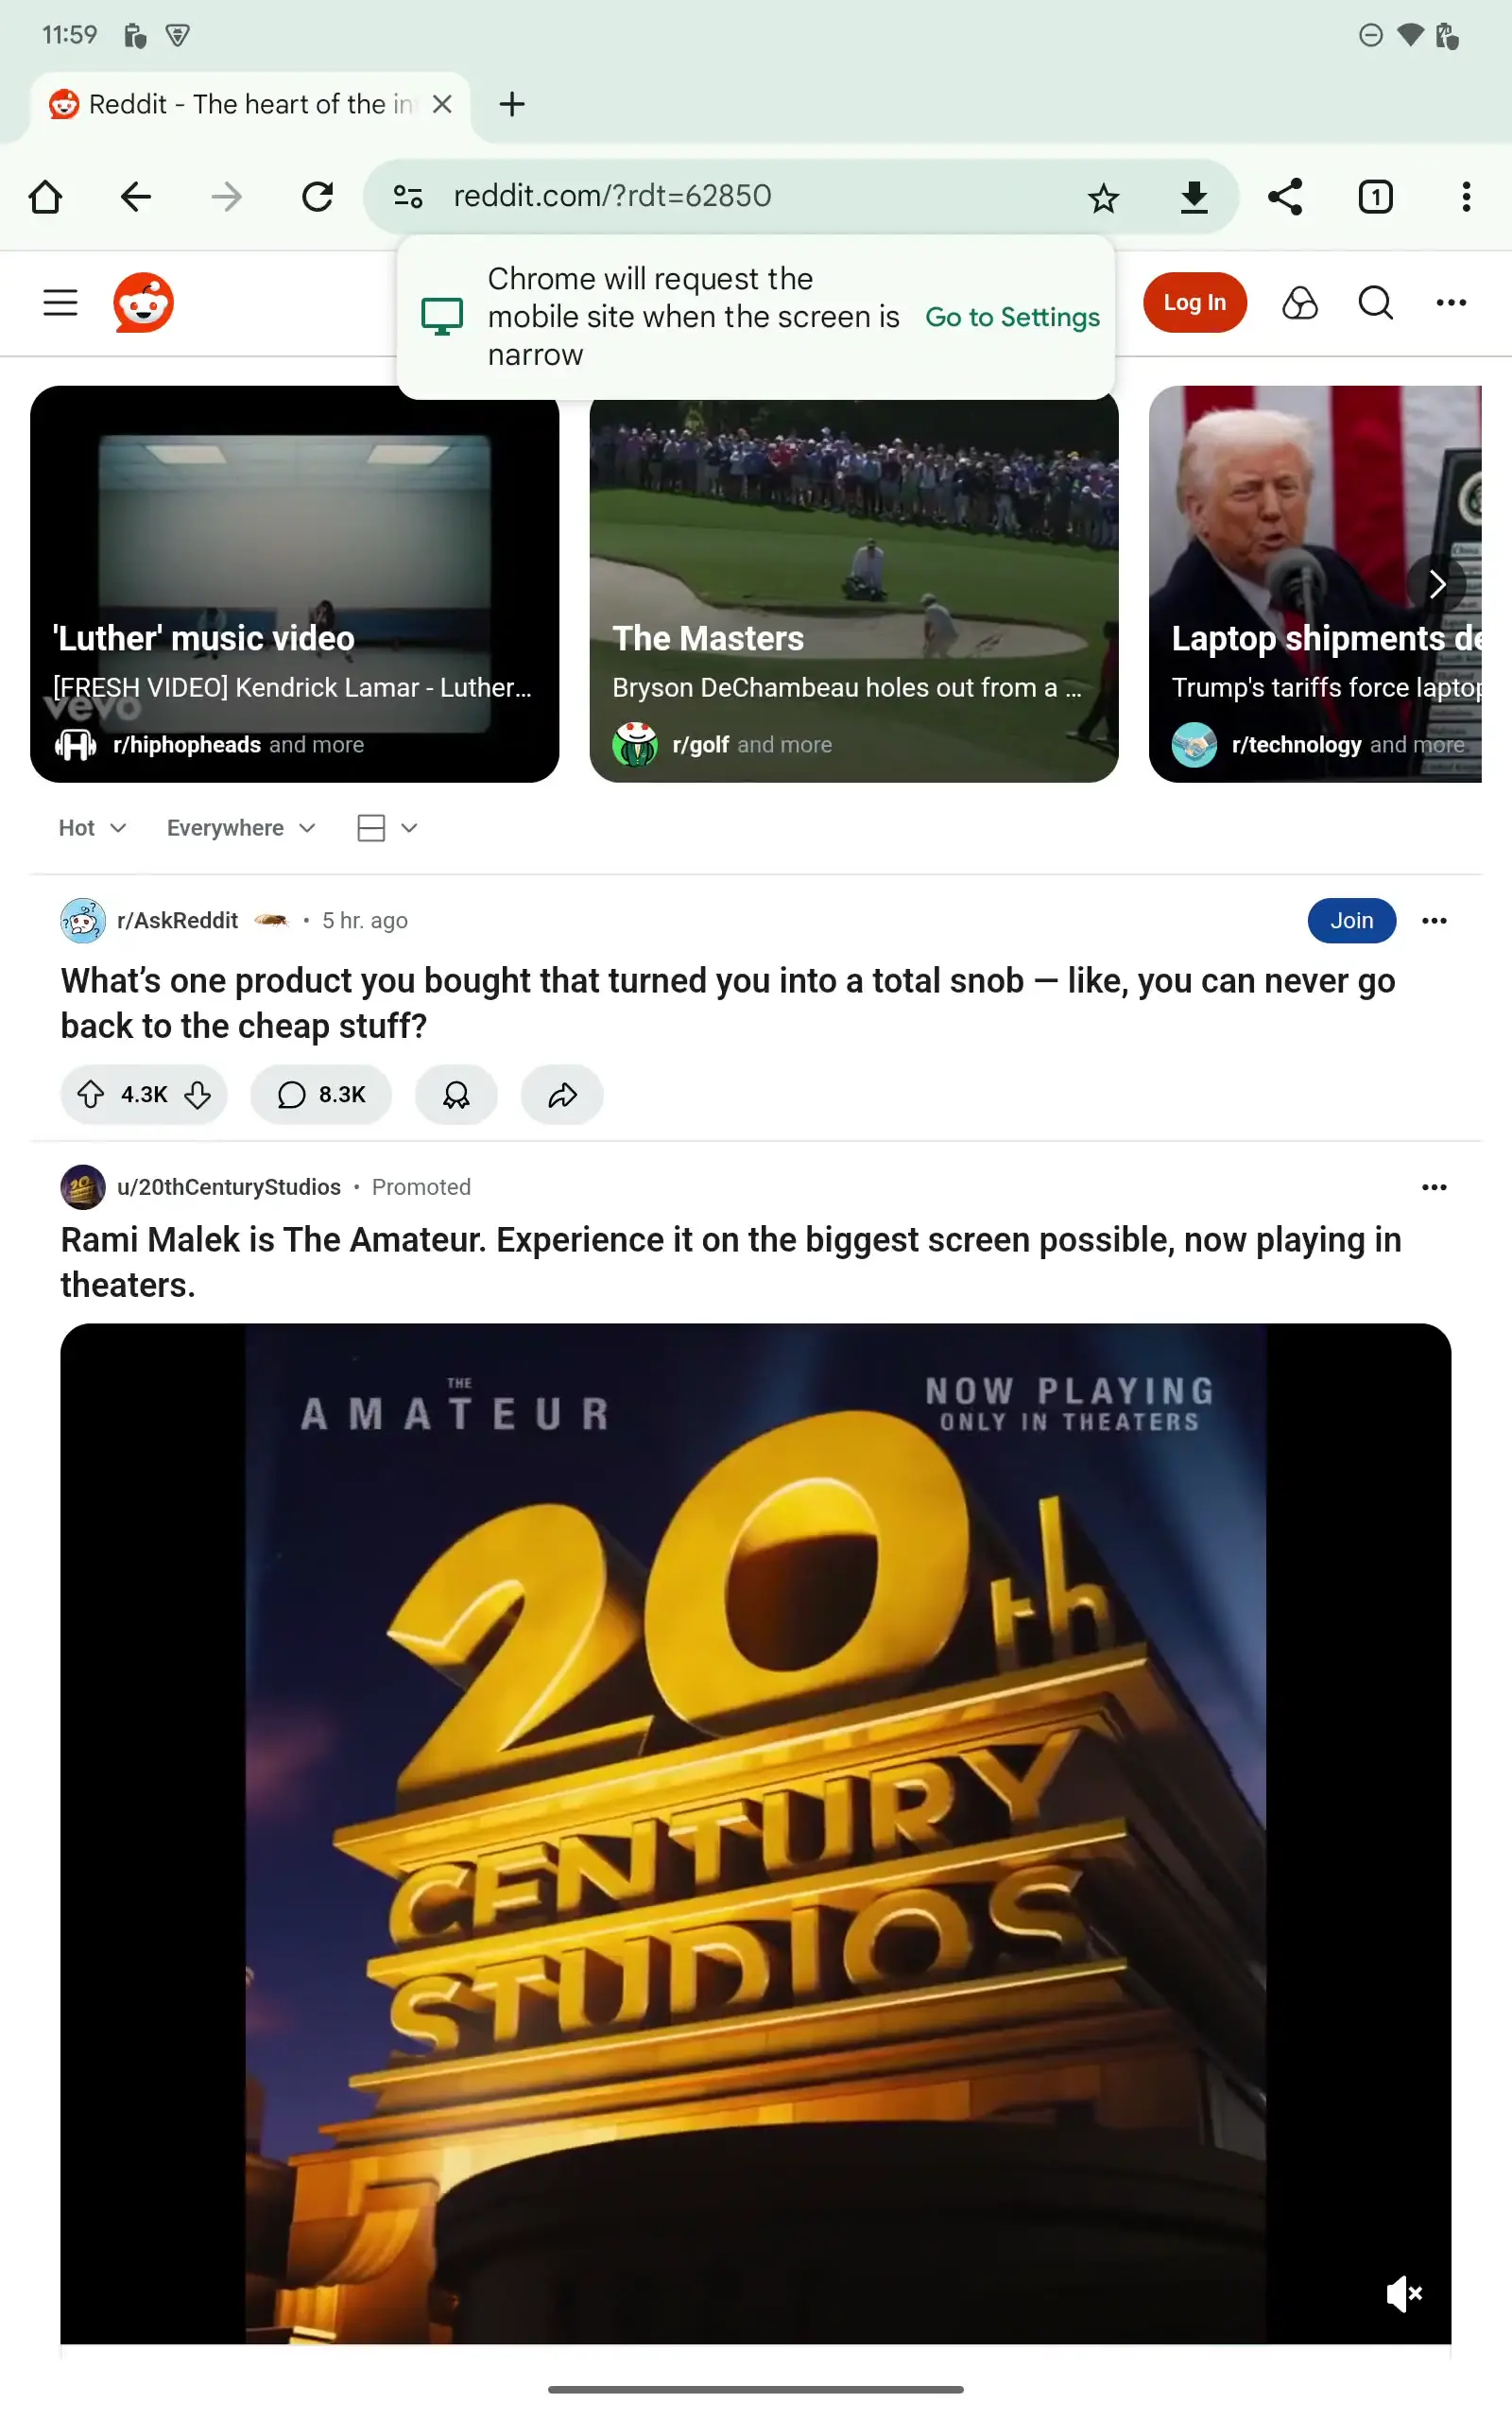 11:59
Reddit - The heart of the in
reddit.com/?rdt=62850
1
Chrome will request the
mobile site when the screen is
narrow
Go to Settings
Log In
'Luther' music video
[FRESH VIDEO] Kendrick Lamar - Luther...
vevo
r/hiphopheads and more
The Masters
Bryson DeChambeau holes out from a ...
r/golf and more
Laptop shipments de
Trump's tariffs force laptop
r/technology and more
Hot
Everywhere
r/AskReddit • 5 hr. ago
Join
What’s one product you bought that turned you into a total snob — like, you can never go
back to the cheap stuff?
4.3K
8.3K
u/20thCenturyStudios • Promoted
Rami Malek is The Amateur. Experience it on the biggest screen possible, now playing in
theaters.
THE
AMATEUR
NOW PLAYING
ONLY IN THEATERS
20th
CENTURY
STUDIOS